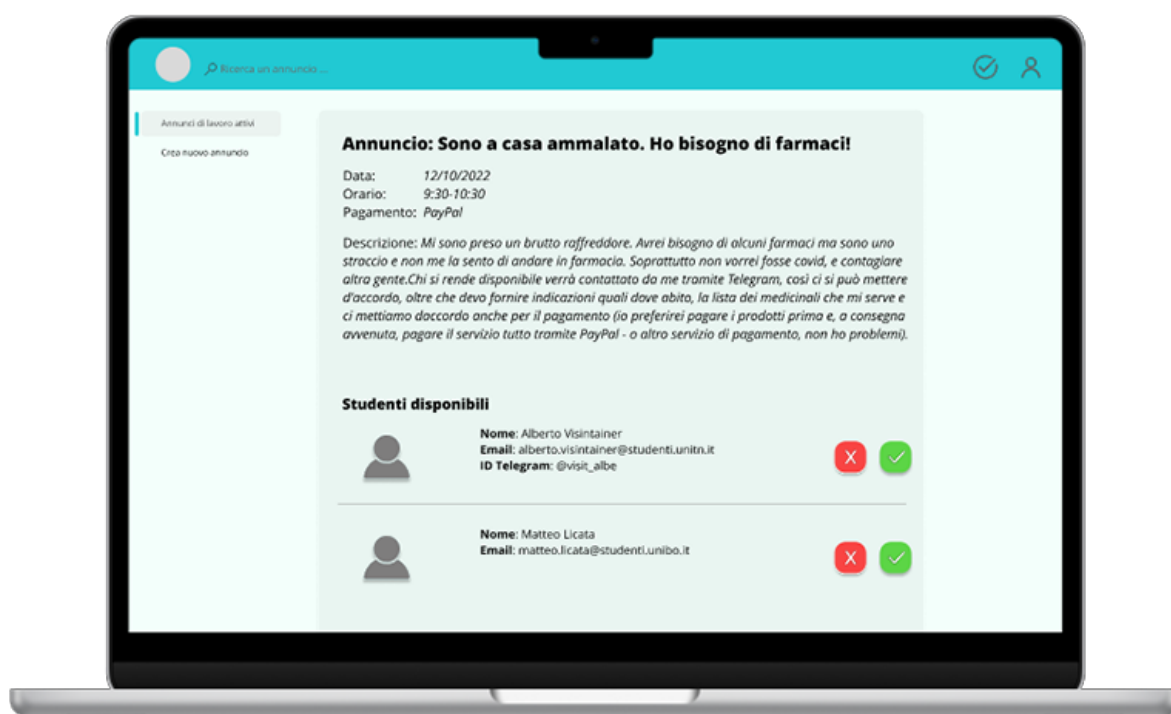 Ricerca un annuncio ...
Annunci di lavoro attivi
Crea nuovo annuncio
Annuncio: Sono a casa ammalato. Ho bisogno di farmaci!
Data: 12/10/2022
Orario: 9:30-10:30
Pagamento: PayPal
Descrizione: Mi sono preso un brutto raffreddore. Avrei bisogno di alcuni farmaci ma sono uno
straccio e non me la sento di andare in farmacia. Soprattutto non vorrei fosse covid, e contagiare
altra gente.Chi si rende disponibile verrà contattato da me tramite Telegram, così ci si può mettere
d'accordo, oltre che devo fornire indicazioni quali dove abito, la lista dei medicinali che mi serve e
ci mettiamo daccordo anche per il pagamento (io preferirei pagare i prodotti prima e, a consegna
avvenuta, pagare il servizio tutto tramite PayPal - o altro servizio di pagamento, non ho problemi).
Studenti disponibili
Nome: Alberto Visintainer
Email: alberto.visintainer@studenti.unitn.it
ID Telegram: @visit_albe
X
Nome: Matteo Licata
Email: matteo.licata@studenti.unibo.it
X